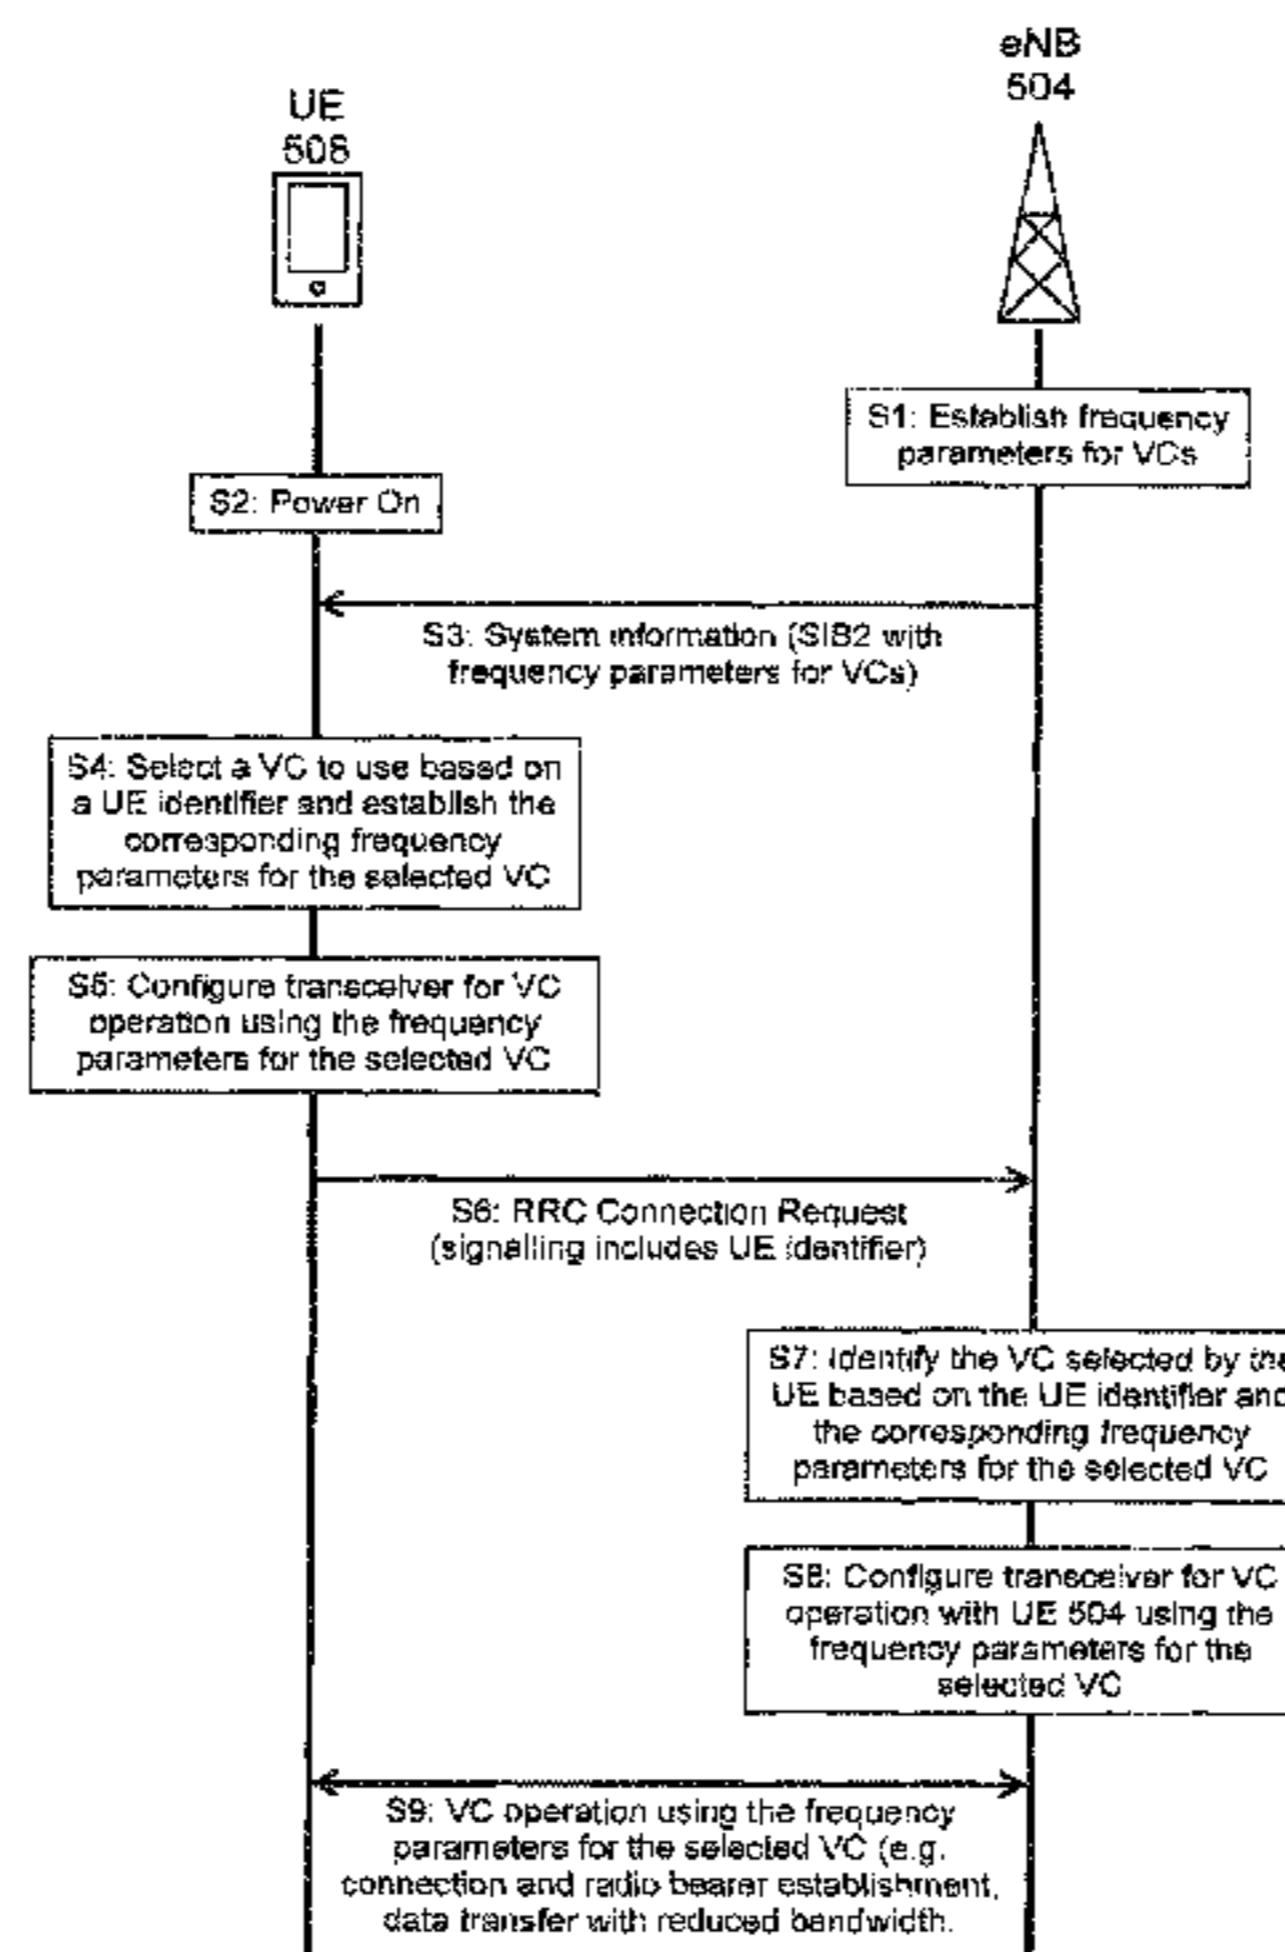 eNB
504
UE
508
S1: Establish frequency
parameters for VCs
S2: Power On
S3: System information (SIB2 with
frequency parameters for VCs)
S4: Select a VC to use based on
a UE identifier and establish the
corresponding frequency
parameters for the selected VC
S5: Configure transceiver for VC
operation using the frequency
parameters for the selected VC
S6: RRC Connection Request
(signalling includes UE identifier)
S7: Identify the VC selected by the
UE based on the UE identifier and
the corresponding frequency
parameters for the selected VC
S8: Configure transceiver for VC
operation with UE 504 using the
frequency parameters for the
selected VC
S9: VC operation using the frequency
parameters for the selected VC (e.g.
connection and radio bearer establishment,
data transfer with reduced bandwidth.